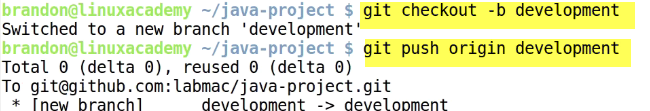 brandon@linuxacademy ~/java-project $ git checkout -b development
Switched to a new branch 'development'
brandon@linuxacademy ~/java-project $ git push origin development
Total 0 (delta 0), reused 0 (delta 0)
To git@github.com:labmac/java-project.git
 * [new branch]      development -> development